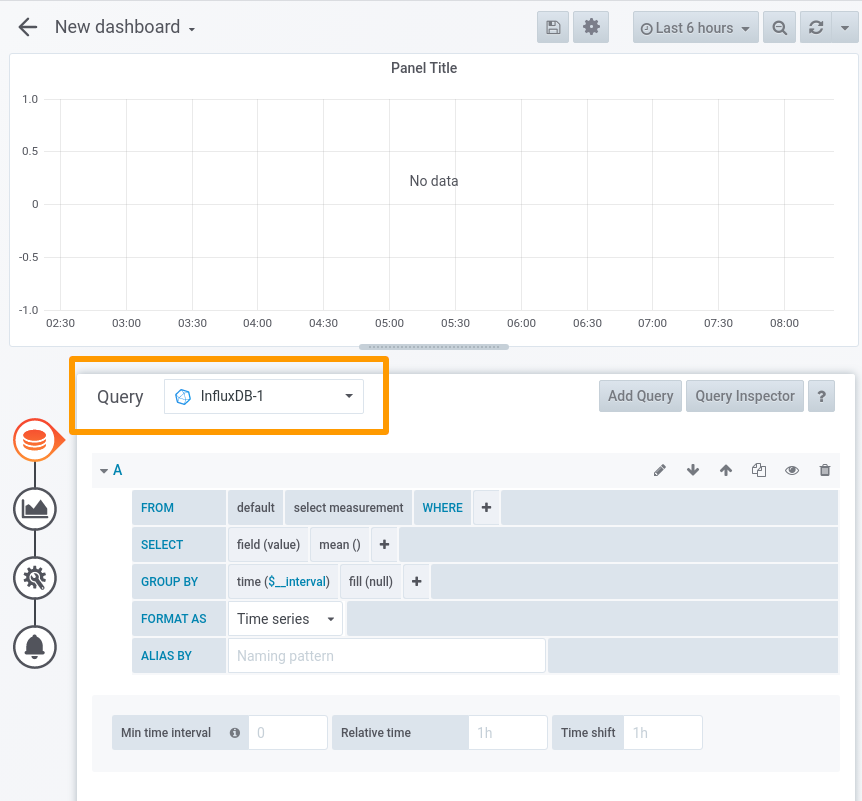 New dashboard
Last 6 hours
Panel Title
1.0
0.5
No data
0
-0.5
-1.0
02:30 03:00 03:30 04:00 04:30 05:00 05:30 06:00 06:30 07:00 07:30 08:00
Query InfluxDB-1 Add Query Query Inspector ?
A
FROM default select measurement WHERE +
SELECT field (value) mean () +
GROUP BY time ($__interval) fill (null) +
FORMAT AS Time series
ALIAS BY Naming pattern
Min time interval 0 Relative time 1h Time shift 1h